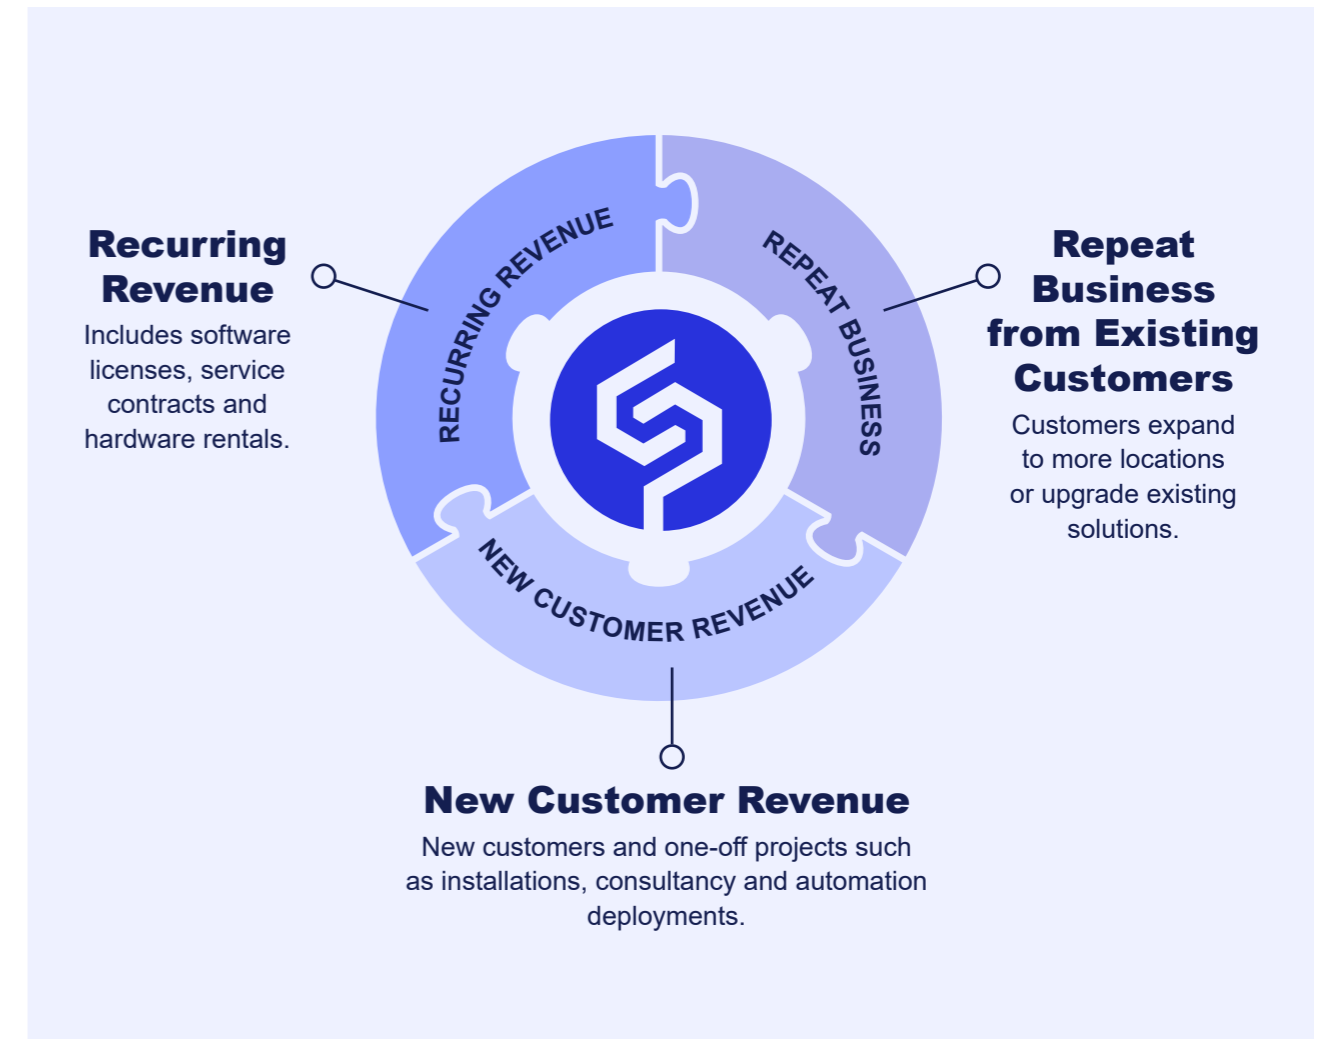 Recurring
Revenue
Includes software
licenses, service
contracts and
hardware rentals.
RECURRING REVENUE
REPEAT BUSINESS
NEW CUSTOMER REVENUE
Repeat
Business
from Existing
Customers
Customers expand
to more locations
or upgrade existing
solutions.
New Customer Revenue
New customers and one-off projects such
as installations, consultancy and automation
deployments.